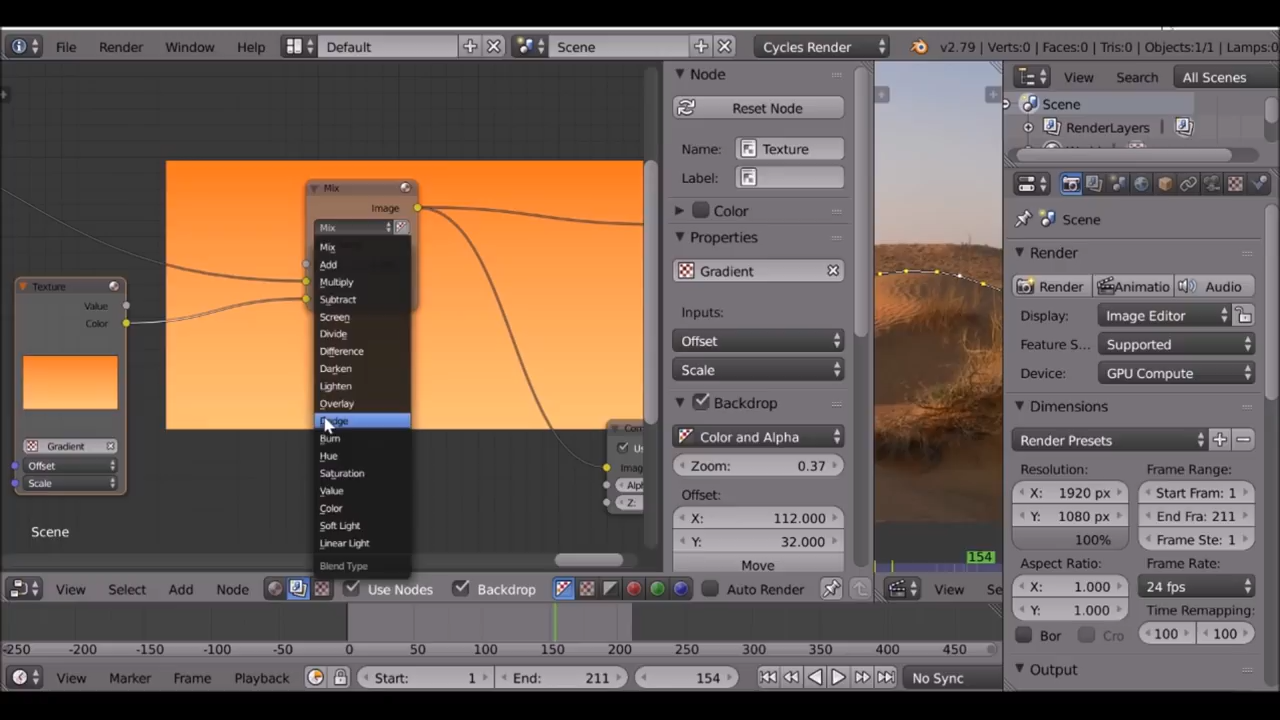 File Render Window Help Default Scene Cycles Render v2.79 | Verts:0 | Faces:0 | Tris:0 | Objects:1/1 | Lamps:0
Node
View Search All Scenes
Reset Node
Scene
RenderLayers
Name: Texture
Label:
Color
Properties
Gradient
Inputs:
Offset
Scale
Backdrop
Color and Alpha
Zoom: 0.37
Offset:
X: 112.000
Y: 32.000
Move
Mix
Image
Mix
Mix
Add
Multiply
Subtract
Screen
Divide
Difference
Darken
Lighten
Overlay
Burn
Hue
Saturation
Value
Color
Soft Light
Linear Light
Blend Type
Texture
Value
Color
Gradient
Offset
Scale
Scene
Imag
Z:
154
Scene
Render
Render Animatio Audio
Display: Image Editor
Feature S... Supported
Device: GPU Compute
Dimensions
Render Presets
Resolution: Frame Range:
X: 1920 px Start Fram: 1
Y: 1080 px End Fra: 211
100% Frame Ste: 1
Aspect Ratio: Frame Rate:
X: 1.000 24 fps
Y: 1.000 Time Remapping:
Bor Cro 100 100
Output
View Select Add Node Use Nodes Backdrop Auto Render View Se
-250 -200 -150 -100 -50 0 50 100 150 200 250 300 350 400 450
View Marker Frame Playback Start: 1 End: 211 154 No Sync